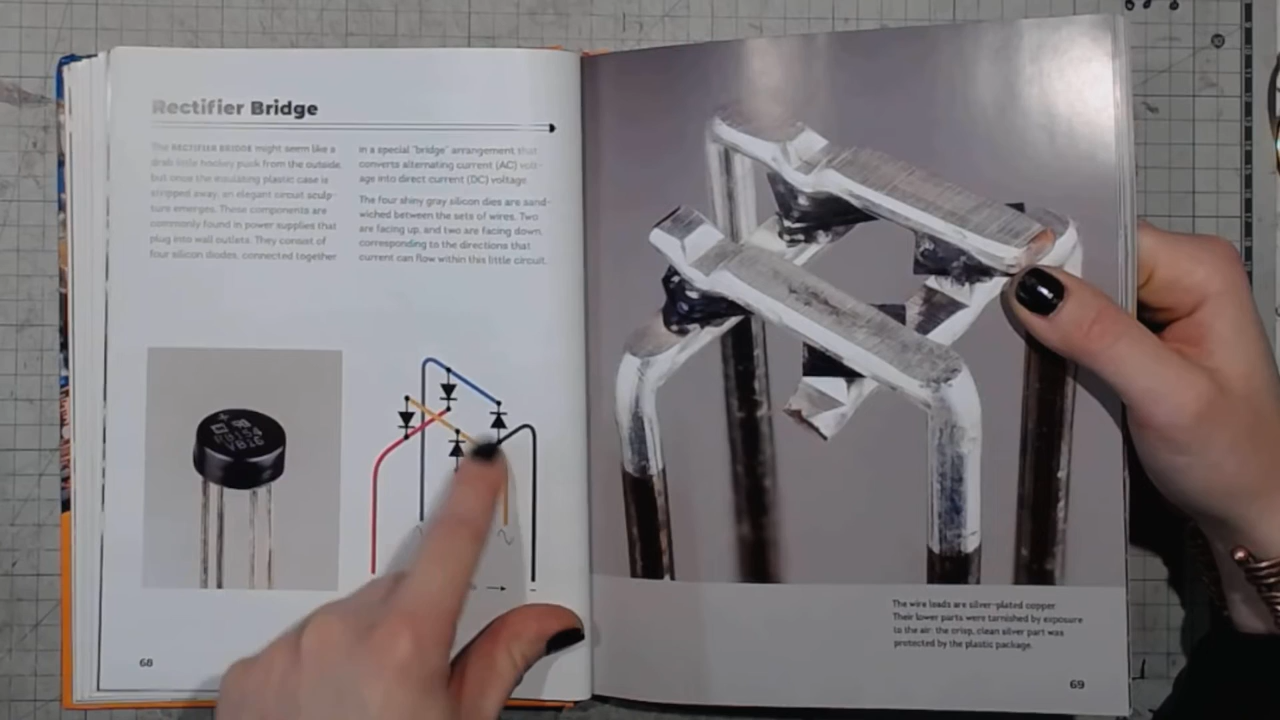 Rectifier Bridge
The RECTIFIER BRIDGE might seem like a
drab little hockey puck from the outside,
but once the insulating plastic case is
stripped away, an elegant circuit sculp-
ture emerges. These components are
commonly found in power supplies that
plug into wall outlets. They consist of
four silicon diodes, connected together
in a special "bridge" arrangement that
converts alternating current (AC) volt-
age into direct current (DC) voltage.
The four shiny gray silicon dies are sand-
wiched between the sets of wires. Two
are facing up, and two are facing down,
corresponding to the directions that
current can flow within this little circuit.
The wire leads are silver-plated copper.
Their lower parts were tarnished by exposure
to the air; the crisp, clean silver part was
protected by the plastic package.
68
69